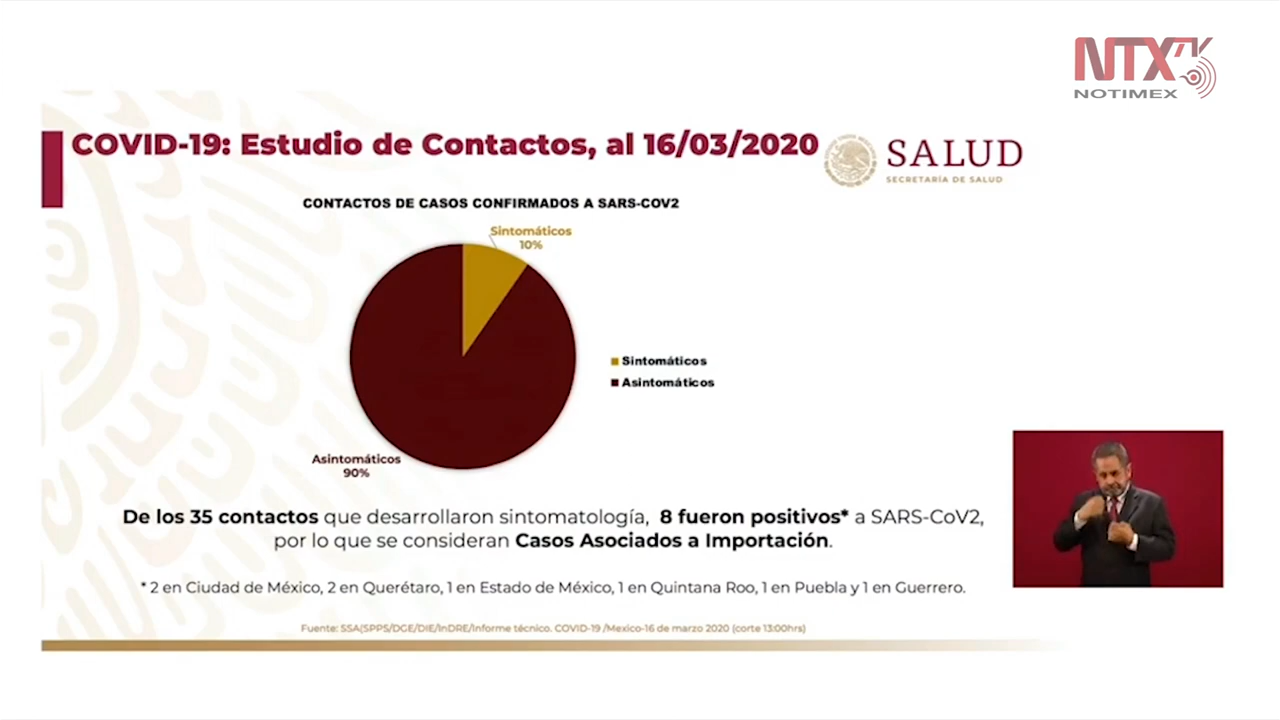 NTX
NOTIMEX
COVID-19: Estudio de Contactos, al 16/03/2020
SALUD
SECRETARÍA DE SALUD
CONTACTOS DE CASOS CONFIRMADOS A SARS-COV2
Sintomáticos
10%
Sintomáticos
Asintomáticos
Asintomáticos
90%
De los 35 contactos que desarrollaron sintomatología, 8 fueron positivos* a SARS-CoV2,
por lo que se consideran Casos Asociados a Importación.
* 2 en Ciudad de México, 2 en Querétaro, 1 en Estado de México, 1 en Quintana Roo, 1 en Puebla y 1 en Guerrero.
Fuente: SSA(SPPS/DGE/DIE/InDRE/Informe técnico. COVID-19 /Mexico-16 de marzo 2020 (corte 13:00hrs)